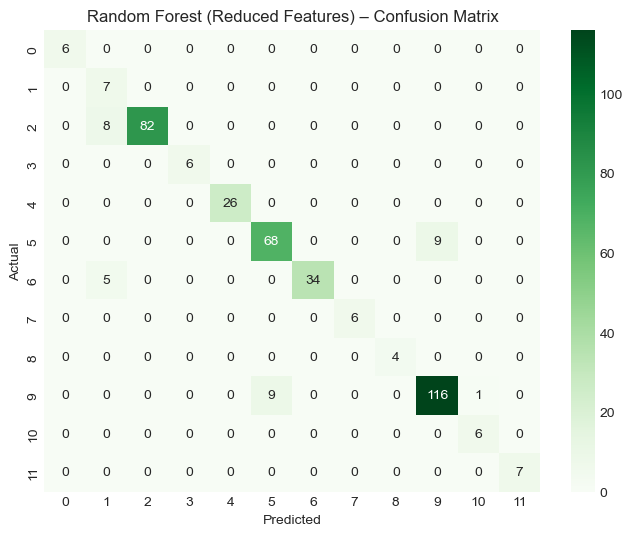 Random Forest (Reduced Features) – Confusion Matrix
0 6 0 0 0 0 0 0 0 0 0 0 0
1 0 7 0 0 0 0 0 0 0 0 0 0
2 0 8 82 0 0 0 0 0 0 0 0 0
3 0 0 0 6 0 0 0 0 0 0 0 0
4 0 0 0 0 26 0 0 0 0 0 0 0
5 0 0 0 0 0 68 0 0 0 9 0 0
6 0 5 0 0 0 0 34 0 0 0 0 0
7 0 0 0 0 0 0 0 6 0 0 0 0
8 0 0 0 0 0 0 0 0 4 0 0 0
9 0 0 0 0 0 9 0 0 0 116 1 0
10 0 0 0 0 0 0 0 0 0 0 6 0
11 0 0 0 0 0 0 0 0 0 0 0 7
0 1 2 3 4 5 6 7 8 9 10 11
Predicted
Actual
100
80
60
40
20
0